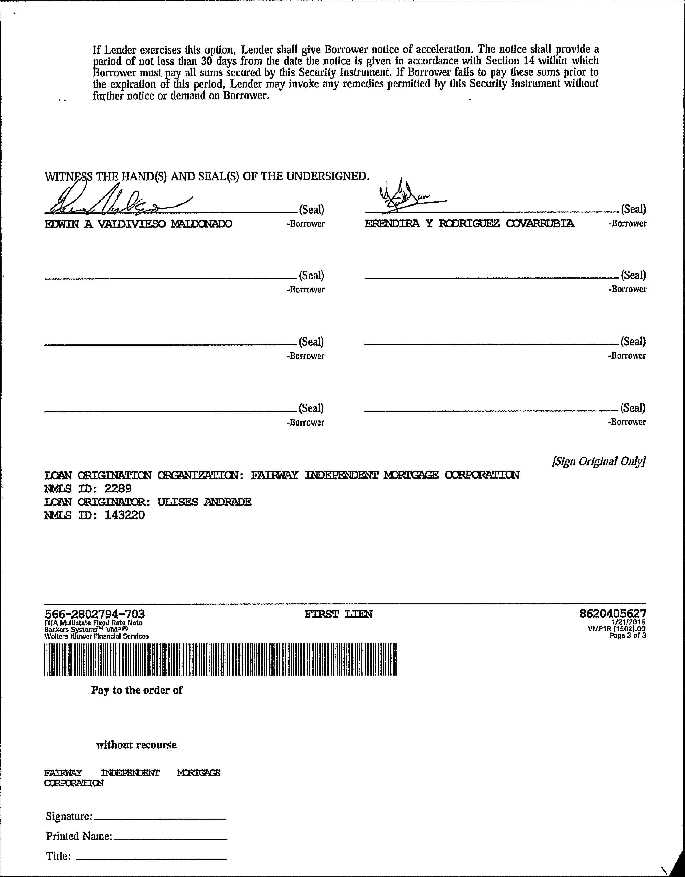 If Lender exercises this option, Lender shall give Borrower notice of acceleration. The notice shall provide a
period of not less than 30 days from the date the notice is given in accordance with Section 14 within which
Borrower must pay all sums secured by this Security Instrument. If Borrower fails to pay these sums prior to
the expiration of this period, Lender may invoke any remedies permitted by this Security Instrument without
further notice or demand on Borrower.
WITNESS THE HAND(S) AND SEAL(S) OF THE UNDERSIGNED.
(Seal) (Seal)
EDWIN A VALDIVIESO MALDONADO -Borrower ERENDIRA Y RODRIGUEZ COVARRUBIA -Borrower
(Seal) (Seal)
-Borrower -Borrower
(Seal) (Seal)
-Borrower -Borrower
(Seal) (Seal)
-Borrower -Borrower
[Sign Original Only]
LOAN ORIGINATION ORGANIZATION: FAIRWAY INDEPENDENT MORTGAGE CORPORATION
NMLS ID: 2289
LOAN ORIGINATOR: ULISES ANDRADE
NMLS ID: 143220
566-2802794-703 FIRST LIEN 8620405627
FHA Multistate Fixed Rate Note 1/21/2016
Bankers Systems™ VMP® VMP1R (1502).00
Wolters Kluwer Financial Services Page 3 of 3
Pay to the order of
without recourse
FAIRWAY INDEPENDENT MORTGAGE
CORPORATION
Signature:
Printed Name:
Title: